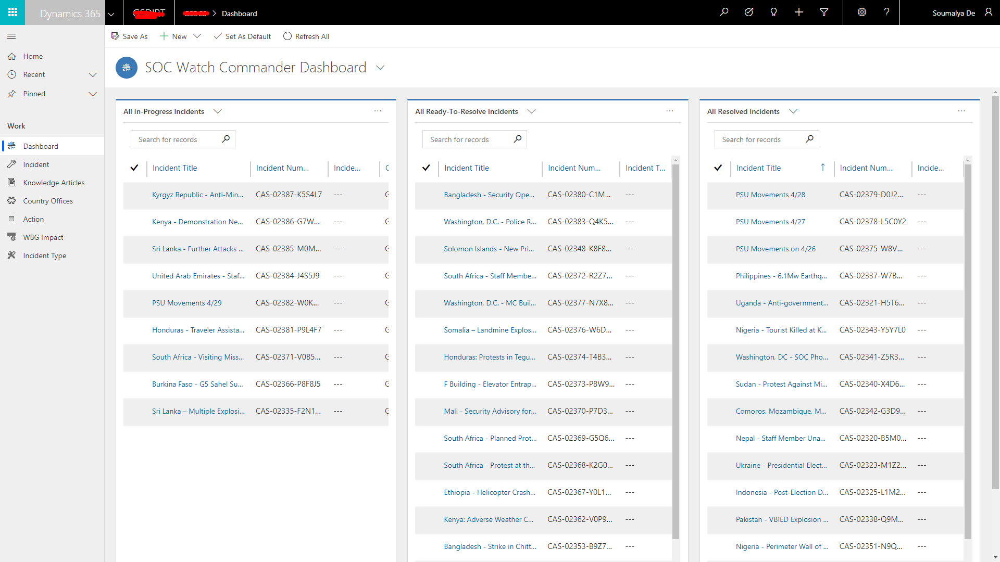 Dynamics 365
Dashboard
Soumalya De
Save As
New
Set As Default
Refresh All
Home
Recent
Pinned
Work
Dashboard
Incident
Knowledge Articles
Country Offices
Action
WBG Impact
Incident Type
SOC Watch Commander Dashboard
All In-Progress Incidents
Search for records
Incident Title Incident Num... Incide...
Kyrgyz Republic - Anti-Min... CAS-02387-K5S4L7 ---
Kenya - Demonstration Ne... CAS-02386-G7W... ---
Sri Lanka - Further Attacks ... CAS-02385-M0M... ---
United Arab Emirates - Staf... CAS-02384-J4S5J9 ---
PSU Movements 4/29 CAS-02382-W0K... ---
Honduras - Traveler Assista... CAS-02381-P9L4F7 ---
South Africa - Visiting Miss... CAS-02371-V0B5... ---
Burkina Faso - G5 Sahel Su... CAS-02366-P8F8J5 ---
Sri Lanka – Multiple Explosi... CAS-02335-F2N1... ---
All Ready-To-Resolve Incidents
Search for records
Incident Title Incident Num... Incident T...
Bangladesh - Security Ope... CAS-02380-C1M... ---
Washington, D.C. - Police R... CAS-02383-Q4K5... ---
Solomon Islands - New Pri... CAS-02348-K8F8... ---
South Africa - Staff Membe... CAS-02372-R2Z7... ---
Washington, D.C. - MC Buil... CAS-02377-N7X8... ---
Somalia – Landmine Explos... CAS-02376-W6D... ---
Honduras: Protests in Tegu... CAS-02374-T4B3... ---
F Building - Elevator Entrap... CAS-02373-P8W9... ---
Mali - Security Advisory for... CAS-02370-P7D3... ---
South Africa - Planned Prot... CAS-02369-G5Q6... ---
South Africa - Protest at th... CAS-02368-K2G0... ---
Ethiopia - Helicopter Crash... CAS-02367-Y0L1... ---
Kenya: Adverse Weather C... CAS-02362-V0P9... ---
Bangladesh - Strike in Chitt... CAS-02353-B9Z7... ---
All Resolved Incidents
Search for records
Incident Title Incident Num... Incide...
PSU Movements 4/28 CAS-02379-D0J2... ---
PSU Movements 4/27 CAS-02378-L5C0Y2 ---
PSU Movements on 4/26 CAS-02375-W8V... ---
Philippines - 6.1Mw Earthq... CAS-02337-W7B... ---
Uganda - Anti-government... CAS-02321-H5T6... ---
Nigeria - Tourist Killed at K... CAS-02343-Y5Y7L0 ---
Washington, DC - SOC Pho... CAS-02341-Z5R3... ---
Sudan - Protest Against Mi... CAS-02340-X4D6... ---
Comoros, Mozambique, M... CAS-02342-G3D9... ---
Nepal - Staff Member Una... CAS-02320-B5M0... ---
Ukraine - Presidential Elect... CAS-02323-M1Z2... ---
Indonesia - Post-Election D... CAS-02325-L1M2... ---
Pakistan - VBIED Explosion ... CAS-02338-Q9M... ---
Nigeria - Perimeter Wall of ... CAS-02351-N9Q... ---